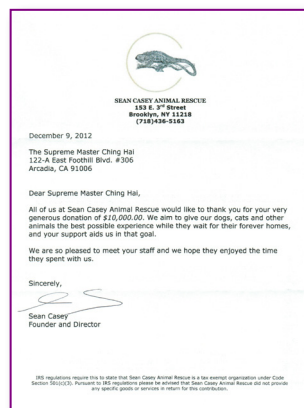 SEAN CASEY ANIMAL RESCUE
153 E. 3rd Street
Brooklyn, NY 11218
(718)436-5163
December 9, 2012
The Supreme Master Ching Hai
122-A East Foothill Blvd. #306
Arcadia, CA 91006
Dear Supreme Master Ching Hai,
All of us at Sean Casey Animal Rescue would like to thank you for your very
generous donation of $10,000.00. We aim to give our dogs, cats and other
animals the best possible experience while they wait for their forever homes,
and your support aids us in that goal.
We are so pleased to meet your staff and we hope they enjoyed the time
they spent with us.
Sincerely,
Sean Casey
Founder and Director
IRS regulations require this to state that Sean Casey Animal Rescue is a tax exempt organization under Code
Section 501(c)(3). Pursuant to IRS regulations please be advised that Sean Casey Animal Rescue did not provide
any specific goods or services in return for this contribution.